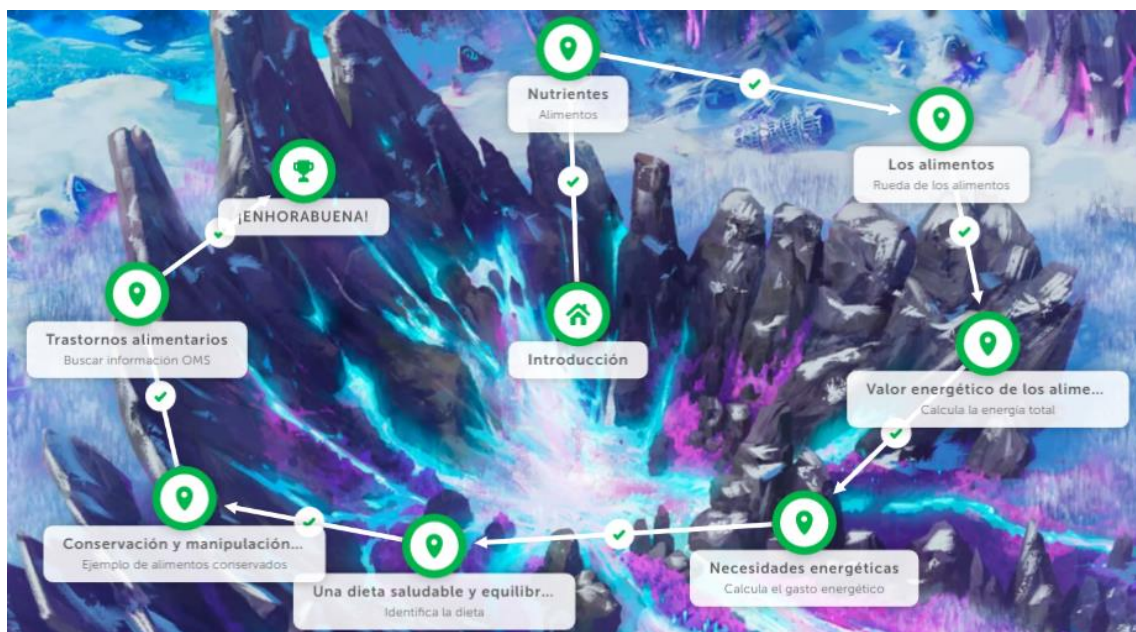 Nutrientes
Alimentos
Los alimentos
Rueda de los alimentos
¡ENHORABUENA!
Trastornos alimentarios
Buscar información OMS
Introducción
Valor energético de los alime...
Calcula la energía total
Conservación y manipulación...
Ejemplo de alimentos conservados
Una dieta saludable y equilibr...
Identifica la dieta
Necesidades energéticas
Calcula el gasto energético